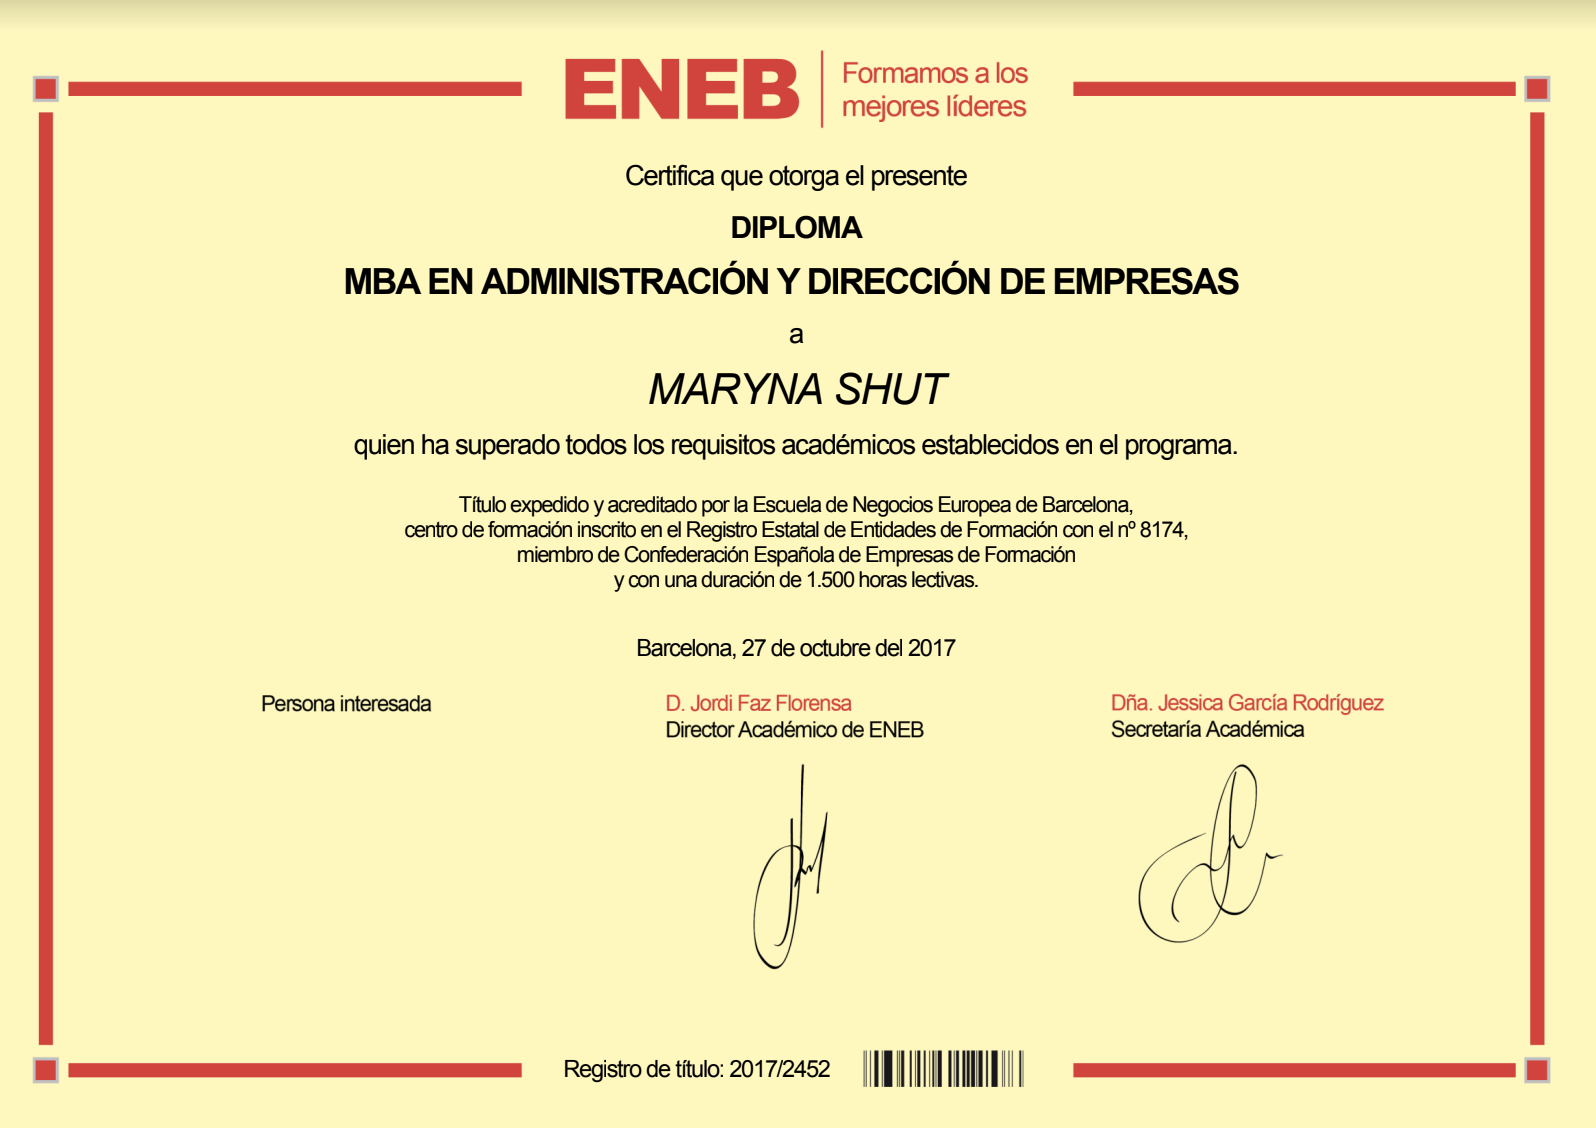 ENEB
Formamos a los
mejores líderes
Certifica que otorga el presente
DIPLOMA
MBA EN ADMINISTRACIÓN Y DIRECCIÓN DE EMPRESAS
a
MARYNA SHUT
quien ha superado todos los requisitos académicos establecidos en el programa.
Título expedido y acreditado por la Escuela de Negocios Europea de Barcelona,
centro de formación inscrito en el Registro Estatal de Entidades de Formación con el nº 8174,
miembro de Confederación Española de Empresas de Formación
y con una duración de 1.500 horas lectivas.
Barcelona, 27 de octubre del 2017
Persona interesada
D. Jordi Faz Florensa
Director Académico de ENEB
Dña. Jessica García Rodríguez
Secretaría Académica
Registro de título: 2017/2452